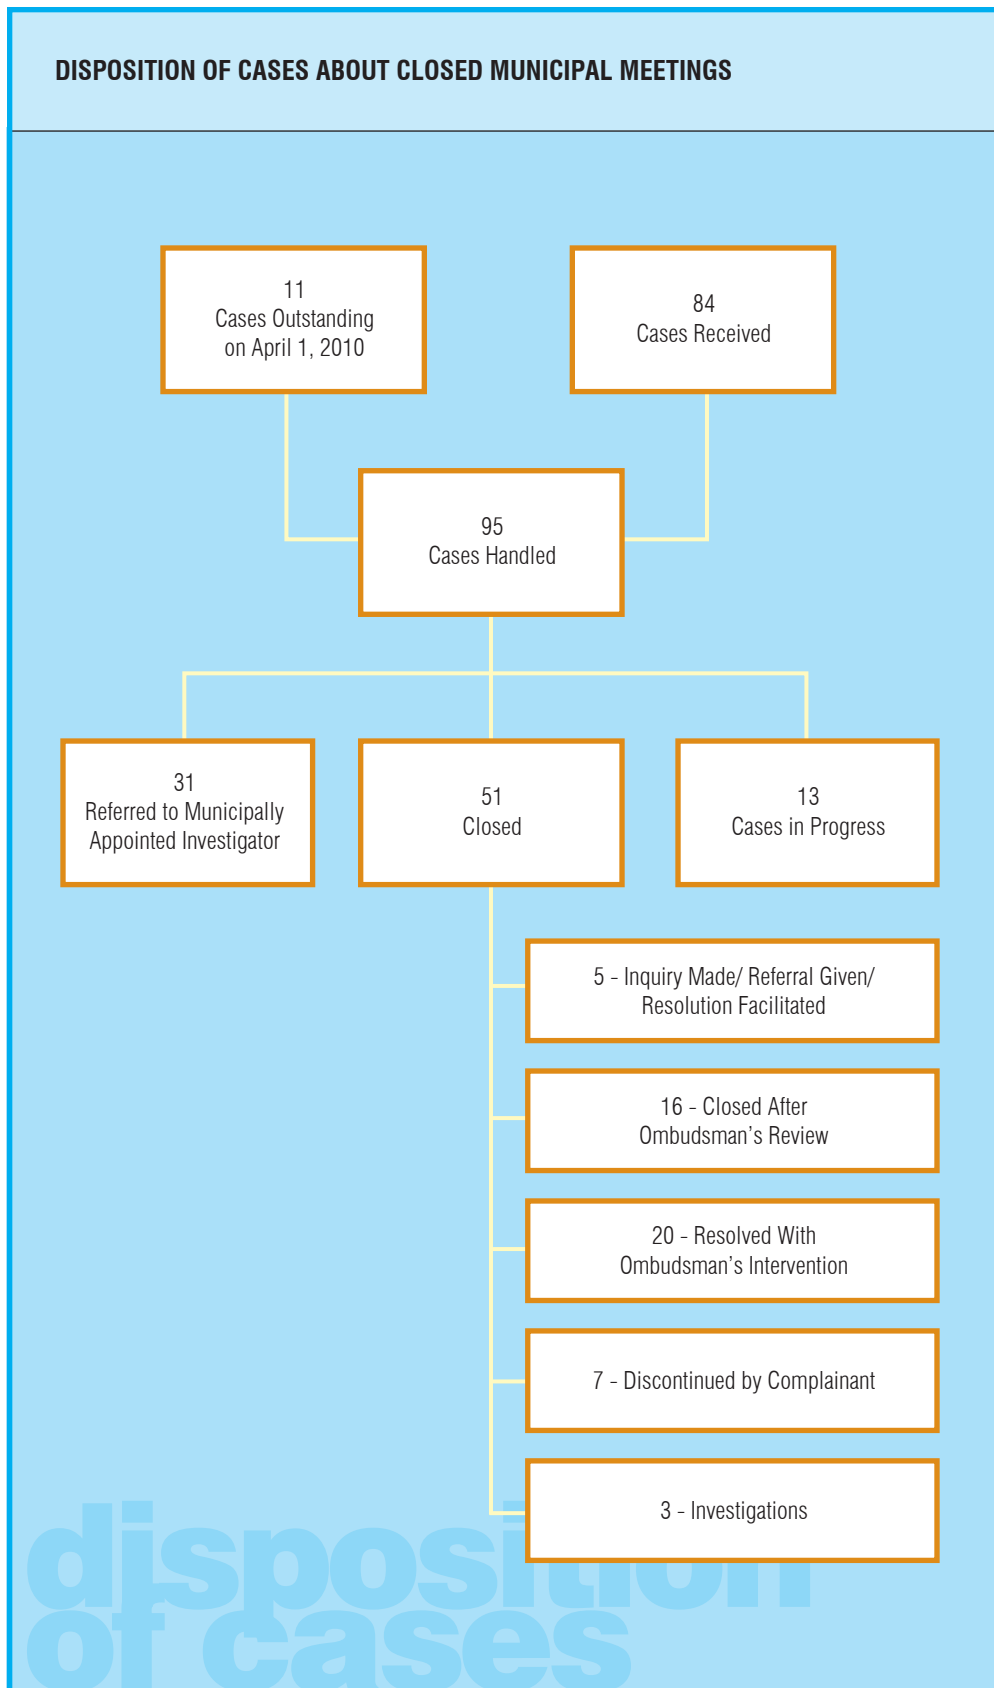 DISPOSITION OF CASES ABOUT CLOSED MUNICIPAL MEETINGS
11
Cases Outstanding
on April 1, 2010
84
Cases Received
95
Cases Handled
31
Referred to Municipally
Appointed Investigator
51
Closed
13
Cases in Progress
5 - Inquiry Made/ Referral Given/
Resolution Facilitated
16 - Closed After
Ombudsman’s Review
20 - Resolved With
Ombudsman’s Intervention
7 - Discontinued by Complainant
3 - Investigations
disposition
of cases